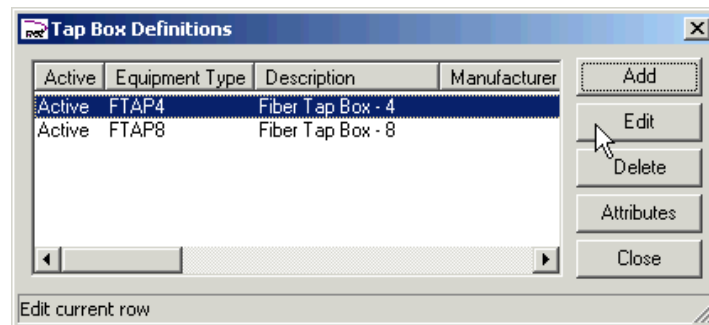 Tap Box Definitions
Active Equipment Type Description Manufacturer
Active FTAP4 Fiber Tap Box - 4
Active FTAP8 Fiber Tap Box - 8
Add
Edit
Delete
Attributes
Close
Edit current row